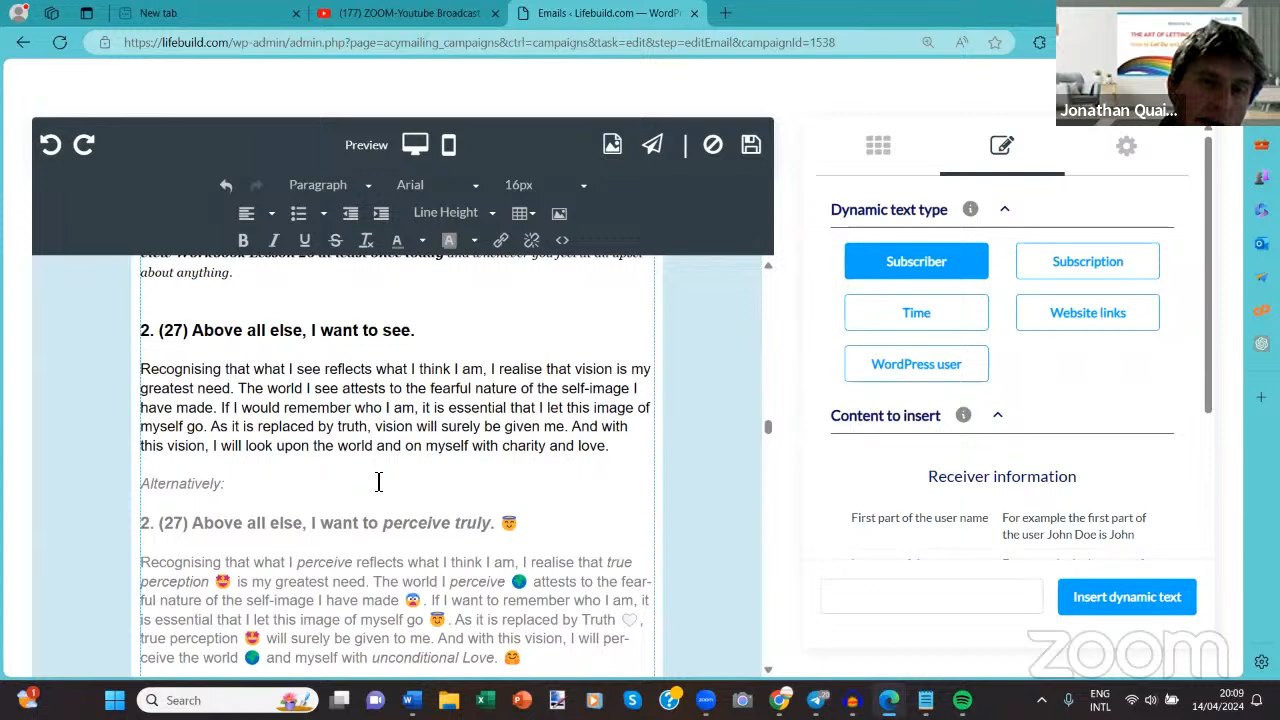 New tab
(177) ZOOM-Youtube Broadcast
Emails ‹ Lifebuild.com — WordPr
https://lifebuild.com/wp-admin/admin.php?page=acymailing_campaigns&ctrl=campaigns&task=edit&step=editEmail&campaignId=1538
THE ART OF LETTING
How to Let Go and
Jonathan Quai...
Preview
Paragraph
Arial
16px
Line Height
about anything.
2. (27) Above all else, I want to see.
Recognising that what I see reflects what I think I am, I realise that vision is my
greatest need. The world I see attests to the fearful nature of the self-image I
have made. If I would remember who I am, it is essential that I let this image of
myself go. As it is replaced by truth, vision will surely be given me. And with
this vision, I will look upon the world and on myself with charity and love.
Alternatively:
2. (27) Above all else, I want to perceive truly. 😇
Recognising that what I perceive reflects what I think I am, I realise that true
perception 🤩 is my greatest need. The world I perceive 🌍 attests to the fear-
ful nature of the self-image I have made 😱. If I want to remember who I am, it
is essential that I let this image of myself go 😇. As it is replaced by Truth 🤍,
true perception 🤩 will surely be given to me. And with this vision, I will per-
ceive the world 🌍 and myself with unconditional Love. 🤗
Dynamic text type
Subscriber
Subscription
Time
Website links
WordPress user
Content to insert
Receiver information
First part of the user name
For example the first part of
the user John Doe is John
Insert dynamic text
zoom
1
Search
ENG
INTL
20:09
14/04/2024
1